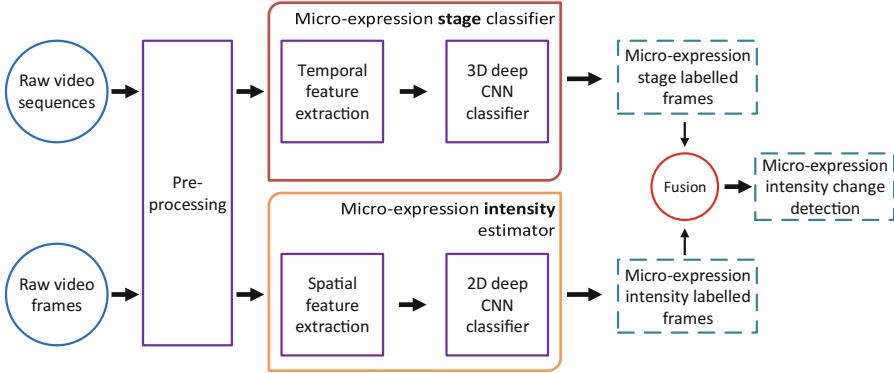 Micro-expression stage classifier
Raw video
sequences
Temporal
feature
extraction
3D deep
CNN
classifier
Micro-expression
stage labelled
frames
Pre-
processing
Fusion
Micro-expression
intensity change
detection
Micro-expression intensity
estimator
Raw video
frames
Spatial
feature
extraction
2D deep
CNN
classifier
Micro-expression
intensity labelled
frames